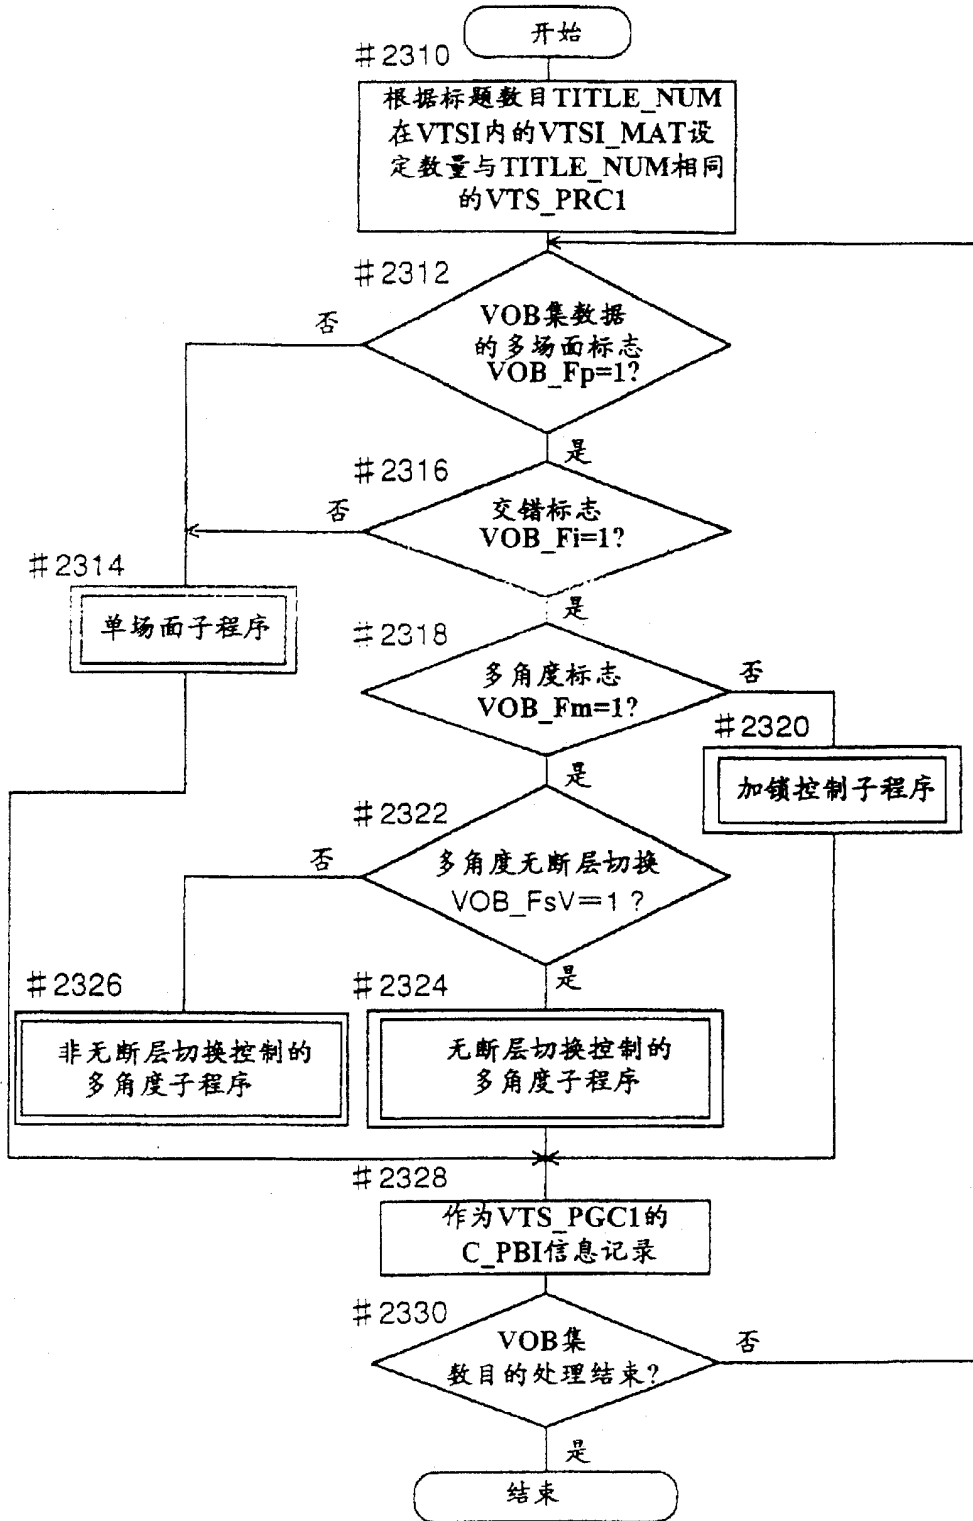 开始
#2310
根据标题数目TITLE_NUM
在VTSI内的VTSI_MAT设
定数量与TITLE_NUM相同
的VTS_PRC1
#2312
否
VOB集数据
的多场面标志
VOB_Fp=1?
是
#2316
否
交错标志
VOB_Fi=1?
#2314
是
单场面子程序
#2318
多角度标志
VOB_Fm=1?
否
#2320
是
加锁控制子程序
#2322
否
多角度无断层切换
VOB_FsV=1?
是
#2326
#2324
非无断层切换控制的
多角度子程序
无断层切换控制的
多角度子程序
#2328
作为VTS_PGC1的
C_PBI信息记录
#2330
VOB集
数目的处理结束?
否
是
结束